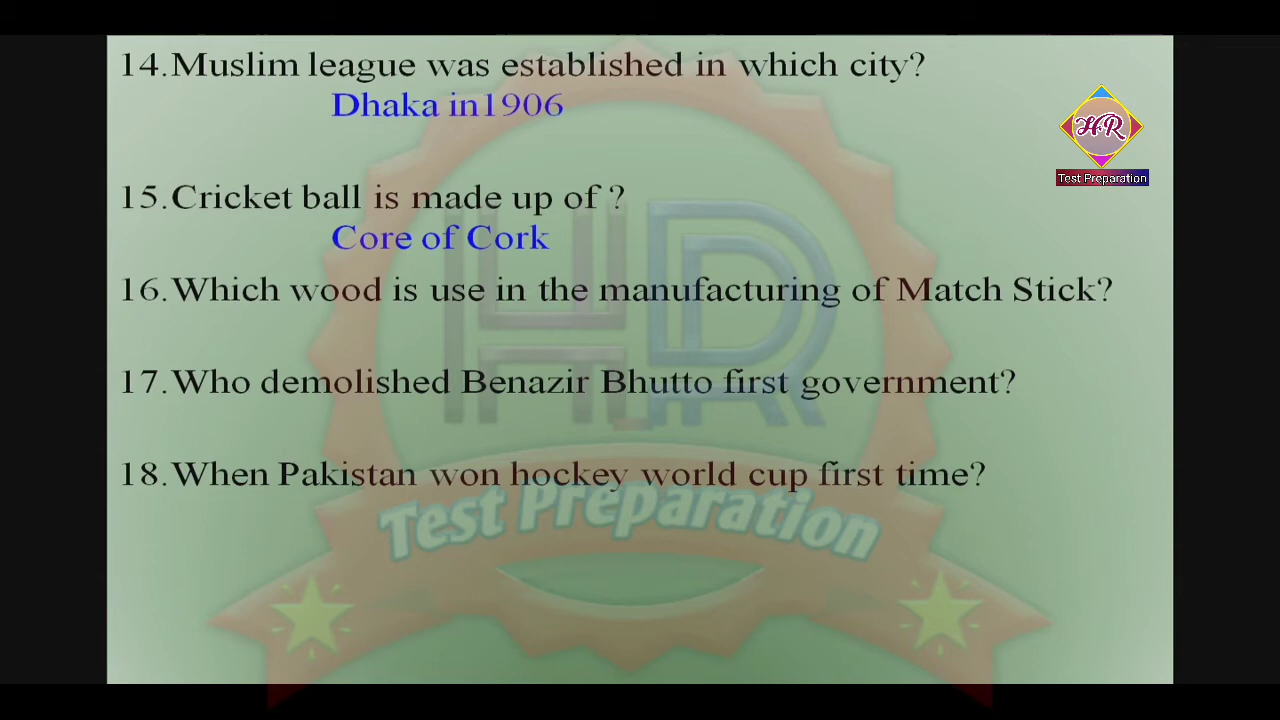 14.Muslim league was established in which city?
Dhaka in1906
HR
Test Preparation
15.Cricket ball is made up of ?
Core of Cork
16.Which wood is use in the manufacturing of Match Stick?
17.Who demolished Benazir Bhutto first government?
18.When Pakistan won hockey world cup first time?
HR
Test Preparation